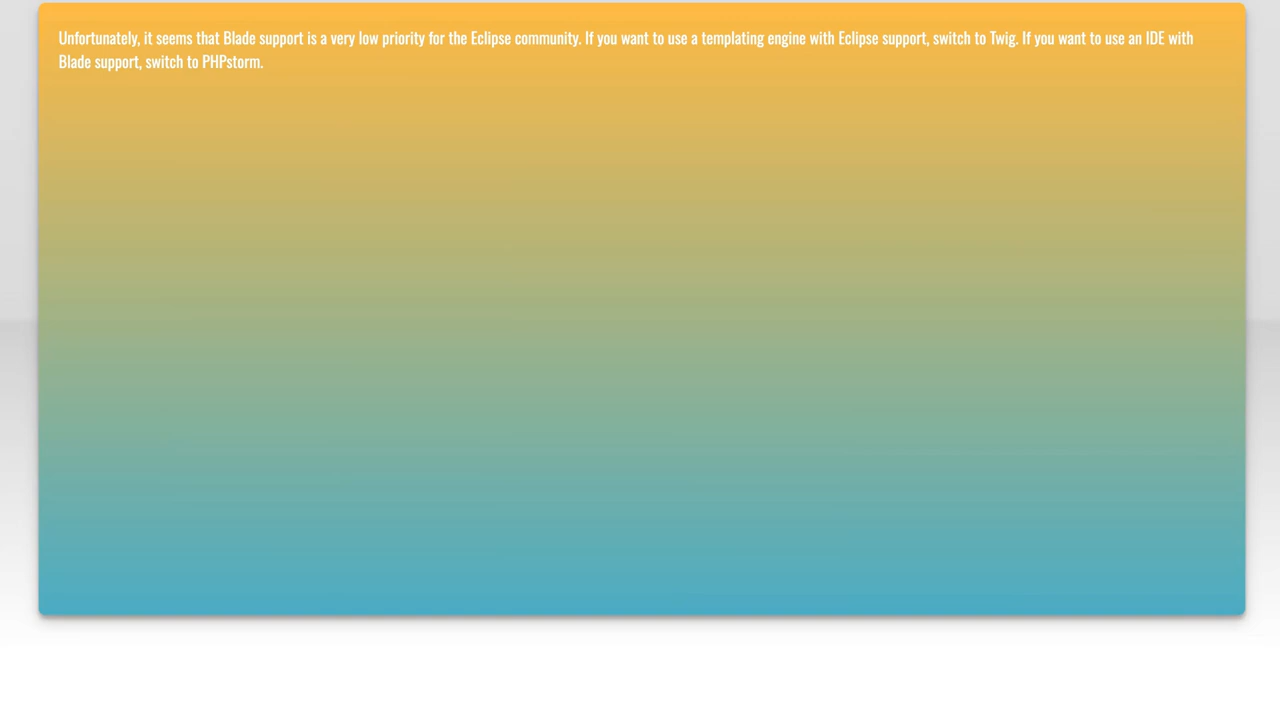 Unfortunately, it seems that Blade support is a very low priority for the Eclipse community. If you want to use a templating engine with Eclipse support, switch to Twig. If you want to use an IDE with
Blade support, switch to PHPstorm.